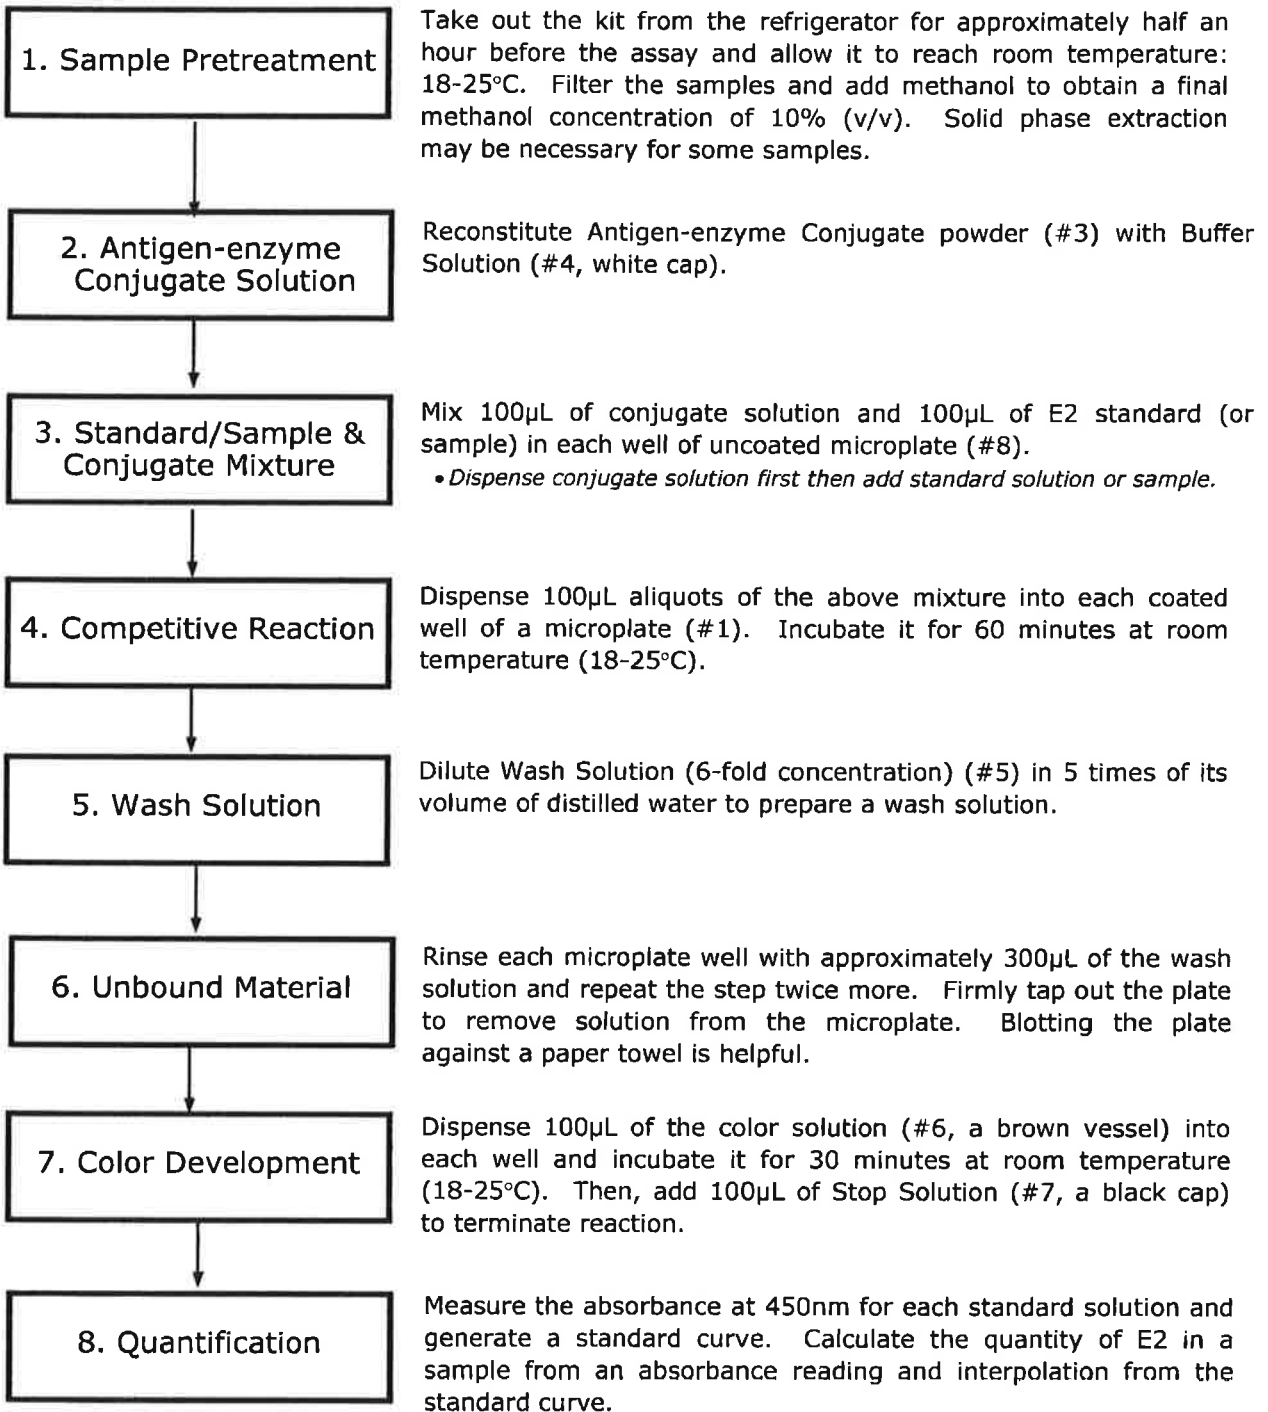 1. Sample Pretreatment
Take out the kit from the refrigerator for approximately half an
hour before the assay and allow it to reach room temperature:
18-25°C. Filter the samples and add methanol to obtain a final
methanol concentration of 10% (v/v). Solid phase extraction
may be necessary for some samples.
2. Antigen-enzyme
Conjugate Solution
Reconstitute Antigen-enzyme Conjugate powder (#3) with Buffer
Solution (#4, white cap).
3. Standard/Sample &
Conjugate Mixture
Mix 100µL of conjugate solution and 100µL of E2 standard (or
sample) in each well of uncoated microplate (#8).
• Dispense conjugate solution first then add standard solution or sample.
4. Competitive Reaction
Dispense 100µL aliquots of the above mixture into each coated
well of a microplate (#1). Incubate it for 60 minutes at room
temperature (18-25°C).
5. Wash Solution
Dilute Wash Solution (6-fold concentration) (#5) in 5 times of its
volume of distilled water to prepare a wash solution.
6. Unbound Material
Rinse each microplate well with approximately 300µL of the wash
solution and repeat the step twice more. Firmly tap out the plate
to remove solution from the microplate. Blotting the plate
against a paper towel is helpful.
7. Color Development
Dispense 100µL of the color solution (#6, a brown vessel) into
each well and incubate it for 30 minutes at room temperature
(18-25°C). Then, add 100µL of Stop Solution (#7, a black cap)
to terminate reaction.
8. Quantification
Measure the absorbance at 450nm for each standard solution and
generate a standard curve. Calculate the quantity of E2 in a
sample from an absorbance reading and interpolation from the
standard curve.